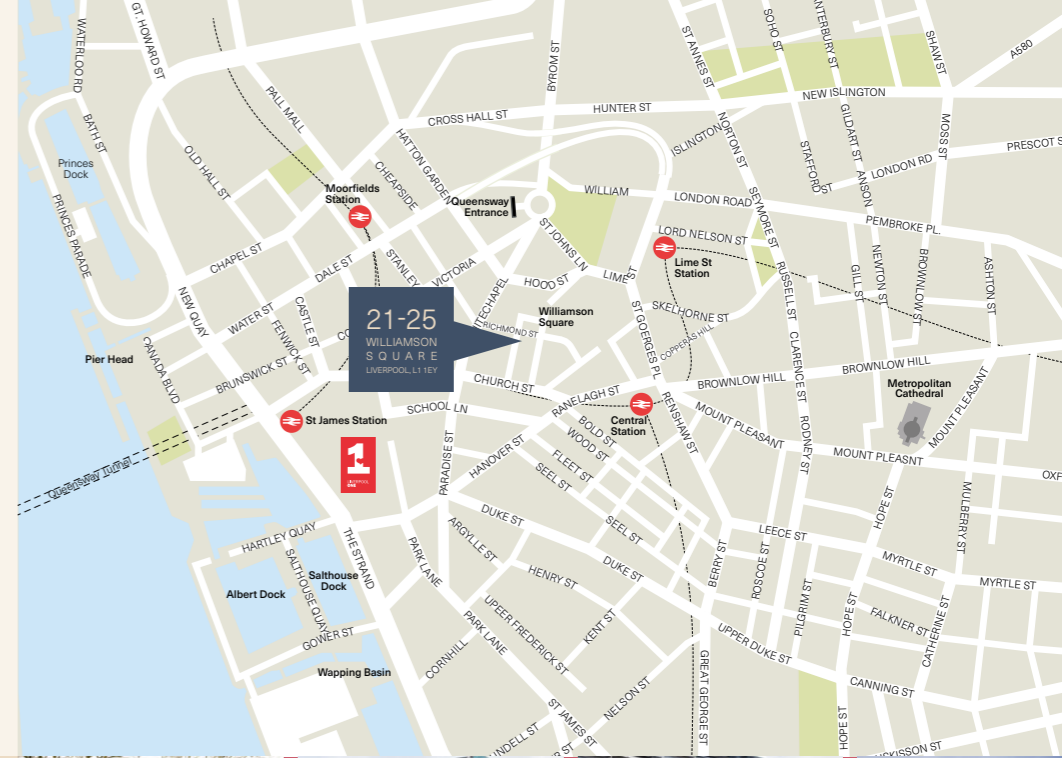 WATERLOO RD
GT. HOWARD ST
BATH ST
Princes
Dock
PRINCES PARADE
OLD HALL ST
PALL MALL
HATTON GARDEN
CHEAPSIDE
Moorfields
Station
CROSS HALL ST
BYROM ST
HUNTER ST
Queensway
Entrance
ST ANNES ST
SOHO ST
SHAW ST
A580
NEW ISLINGTON
ISLINGTON
NORTON ST
STAFFORD
ST
GILDART ST
ANSON
MOSS ST
LONDON RD
WILLIAM
LONDON ROAD
SEYMORE ST
PEMBROKE PL.
LORD NELSON ST
Lime St
Station
ST JOHNS LN
LIME
ST
HOOD ST
CHAPEL ST
DALE ST
STANLEY
VICTORIA
NEW QUAY
WATER ST
CASTLE ST
FENWICK ST
BRUNSWICK ST
Pier Head
CANADA BLVD
21-25
WILLIAMSON
SQUARE
LIVERPOOL, L1 1EY
RICHMOND ST
Williamson
Square
ST GOERGES PL
SKELHORNE ST
COPPERAS HILL
RUSSELL ST
CLARENCE ST
GILL ST
NEWTON ST
BROWNLOW ST
ASHTON ST
BROWNLOW HILL
BROWNLOW HILL
Metropolitan
Cathedral
MOUNT PLEASANT
MOUNT PLEASANT
MOUNT PLEASNT
RODNEY ST
St James Station
1
LIVERPOOL
ONE
SCHOOL LN
CHURCH ST
RANELAGH ST
Central
Station
RENSHAW ST
BOLD ST
WOOD ST
FLEET ST
SEEL ST
SEEL ST
HANOVER ST
PARADISE ST
Queensway Tunnel
DUKE ST
DUKE ST
ARGYLLE ST
HENRY ST
HARTLEY QUAY
THE STRAND
PARK LANE
PARK LANE
SALTHOUSE QUAY
Salthouse
Dock
Albert Dock
GOWER ST
Wapping Basin
CORNHILL
UPEER FREDERICK ST
KENT ST
NELSON ST
ST JAMES ST
BERRY ST
GREAT GEORGE ST
UPPER DUKE ST
LEECE ST
ROSCOE ST
PILGRIM ST
HOPE ST
HOPE ST
HOPE ST
MULBERRY ST
MYRTLE ST
MYRTLE ST
FALKNER ST
CATHERINE ST
CANNING ST